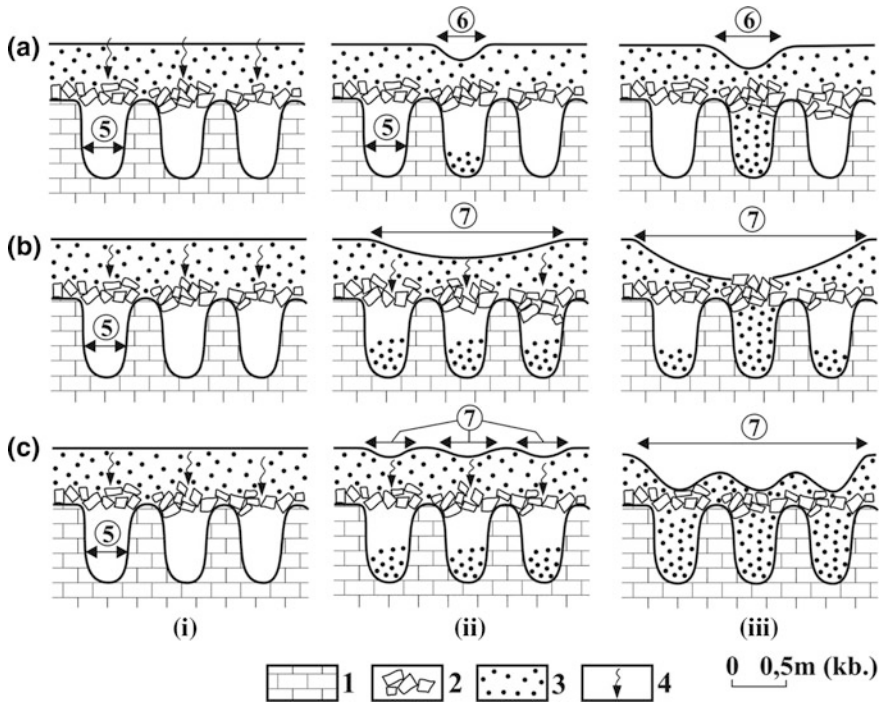 (a) 6 6
5 5
(b) 7 7
5
(c) 7 7
5
(i) (ii) (iii)
1 2 3 4 0 0,5m (kb.)